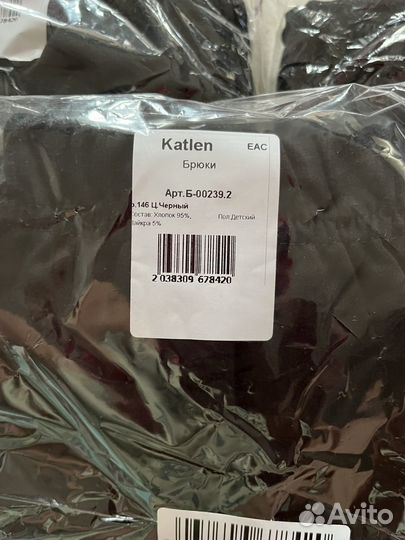 678420
Katlen EAC
Брюки
Арт.Б-00239.2
р.146 Ц.Черный
Состав: Хлопок 95%, Пол:Детский
Лайкра 5%
2 038309 678420
Avito